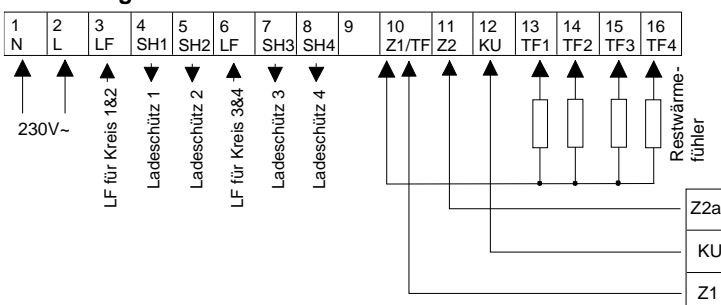 1 2 3 4 5 6 7 8 9 10 11 12 13 14 15 16
N L LF SH1 SH2 LF SH3 SH4 Z1/TF Z2 KU TF1 TF2 TF3 TF4
230V~
LF für Kreis 1&2
Ladeschütz 1
Ladeschütz 2
LF für Kreis 3&4
Ladeschütz 3
Ladeschütz 4
Restwärme-
fühler
Z2a
KU
Z1